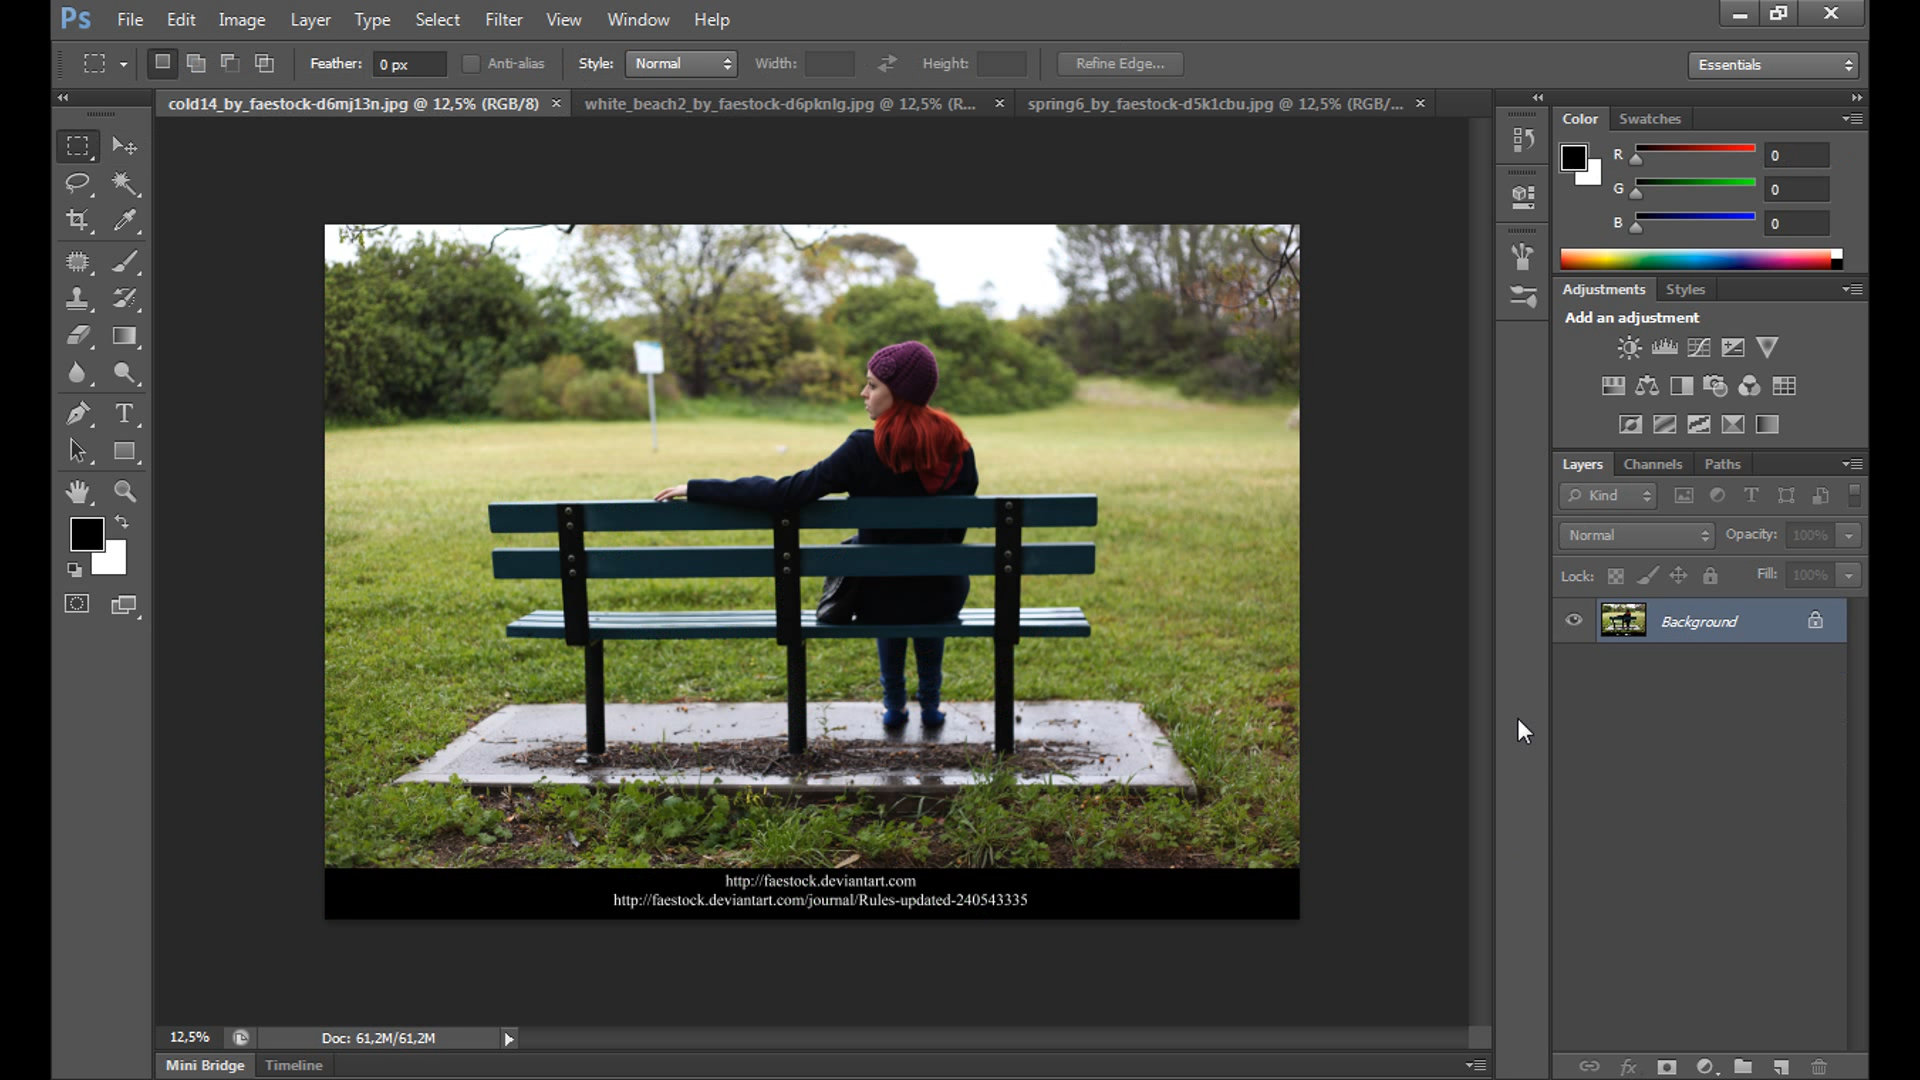 Ps File Edit Image Layer Type Select Filter View Window Help
Feather: 0 px Anti-alias Style: Normal Width: Height: Refine Edge... Essentials
cold14_by_faestock-d6mj13n.jpg @ 12,5% (RGB/8) × white_beach2_by_faestock-d6pknlg.jpg @ 12,5% (R... × spring6_by_faestock-d5k1cbu.jpg @ 12,5% (RGB/... ×
Color Swatches
R 0
G 0
B 0
Adjustments Styles
Add an adjustment
Layers Channels Paths
Kind
Normal Opacity: 100%
Lock: Fill: 100%
Background
http://faestock.deviantart.com
http://faestock.deviantart.com/journal/Rules-updated-240543335
12,5% Doc: 61,2M/61,2M
Mini Bridge Timeline